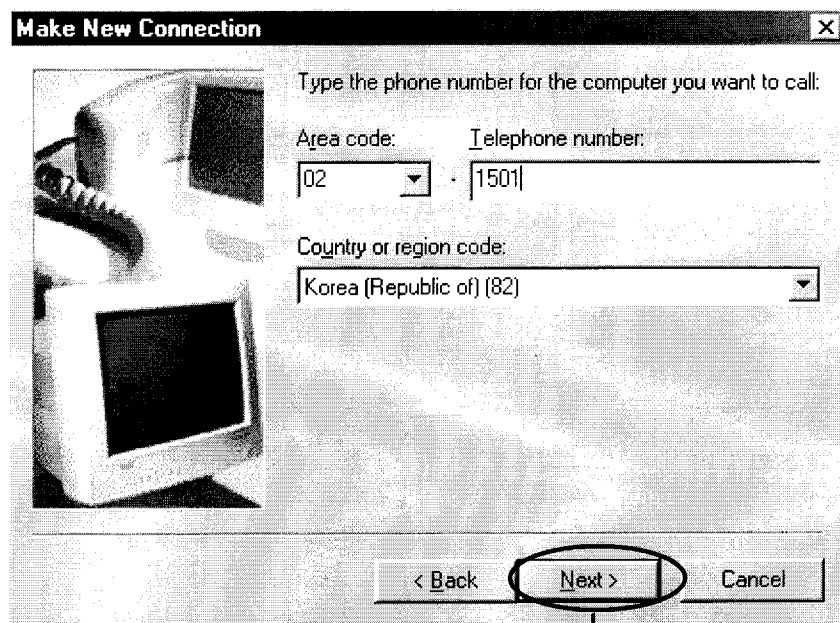 Make New Connection
Type the phone number for the computer you want to call:
Area code: Telephone number:
02 - 1501
Country or region code:
Korea (Republic of) (82)
< Back Next > Cancel